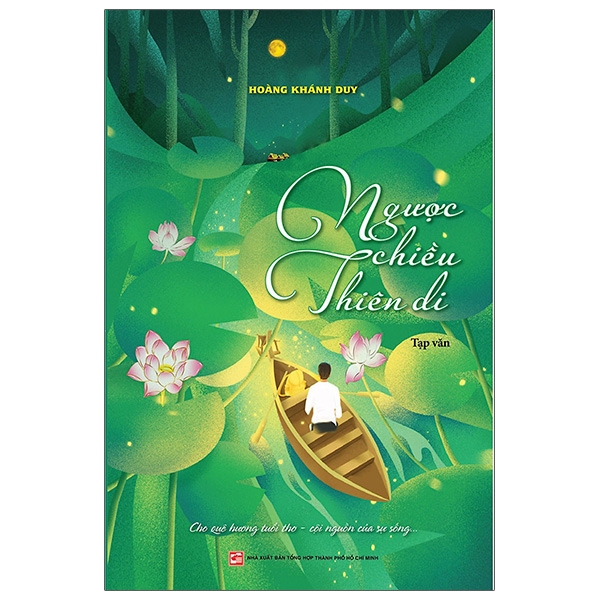 HOÀNG KHÁNH DUY
Ngược
chiều
Thiên di
Tạp văn
Cho quê hương tuổi thơ - cội nguồn của sự sống...
NHÀ XUẤT BẢN TỔNG HỢP THÀNH PHỐ HỒ CHÍ MINH